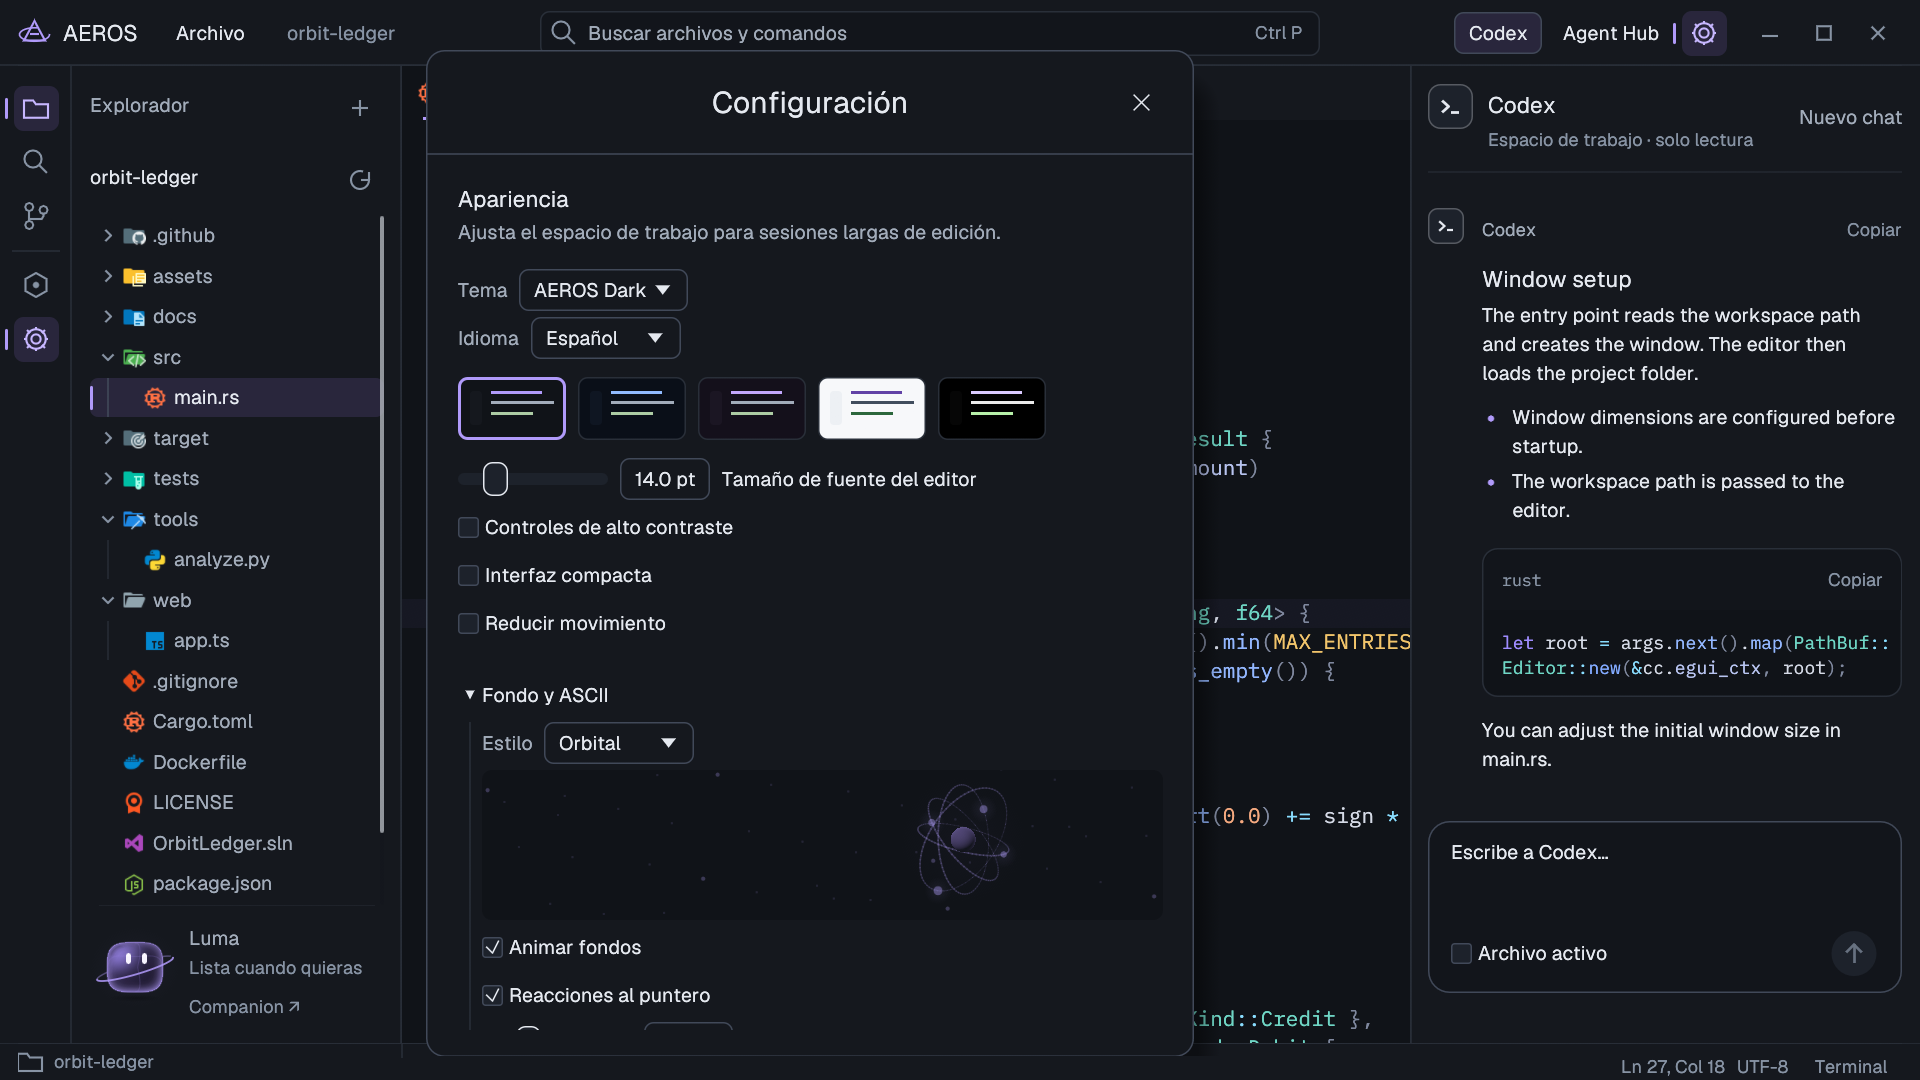 AEROS Archivo orbit-ledger Buscar archivos y comandos Ctrl P Codex Agent Hub
Explorador
orbit-ledger
.github
assets
docs
src
main.rs
target
tests
tools
analyze.py
web
app.ts
.gitignore
Cargo.toml
Dockerfile
LICENSE
OrbitLedger.sln
package.json
Luma
Lista cuando quieras
Companion ↗
Configuración
Apariencia
Ajusta el espacio de trabajo para sesiones largas de edición.
Tema AEROS Dark
Idioma Español
14.0 pt Tamaño de fuente del editor
Controles de alto contraste
Interfaz compacta
Reducir movimiento
Fondo y ASCII
Estilo Orbital
Animar fondos
Reacciones al puntero
esult {
ount)
g, f64> {
).min(MAX_ENTRIES
_empty()) {
t(0.0) += sign *
Kind::Credit },
Codex
Espacio de trabajo · solo lectura
Nuevo chat
Codex Copiar
Window setup
The entry point reads the workspace path
and creates the window. The editor then
loads the project folder.
• Window dimensions are configured before
startup.
• The workspace path is passed to the
editor.
rust Copiar
let root = args.next().map(PathBuf::
Editor::new(&cc.egui_ctx, root);
You can adjust the initial window size in
main.rs.
Escribe a Codex…
Archivo activo
orbit-ledger Ln 27, Col 18 UTF-8 Terminal